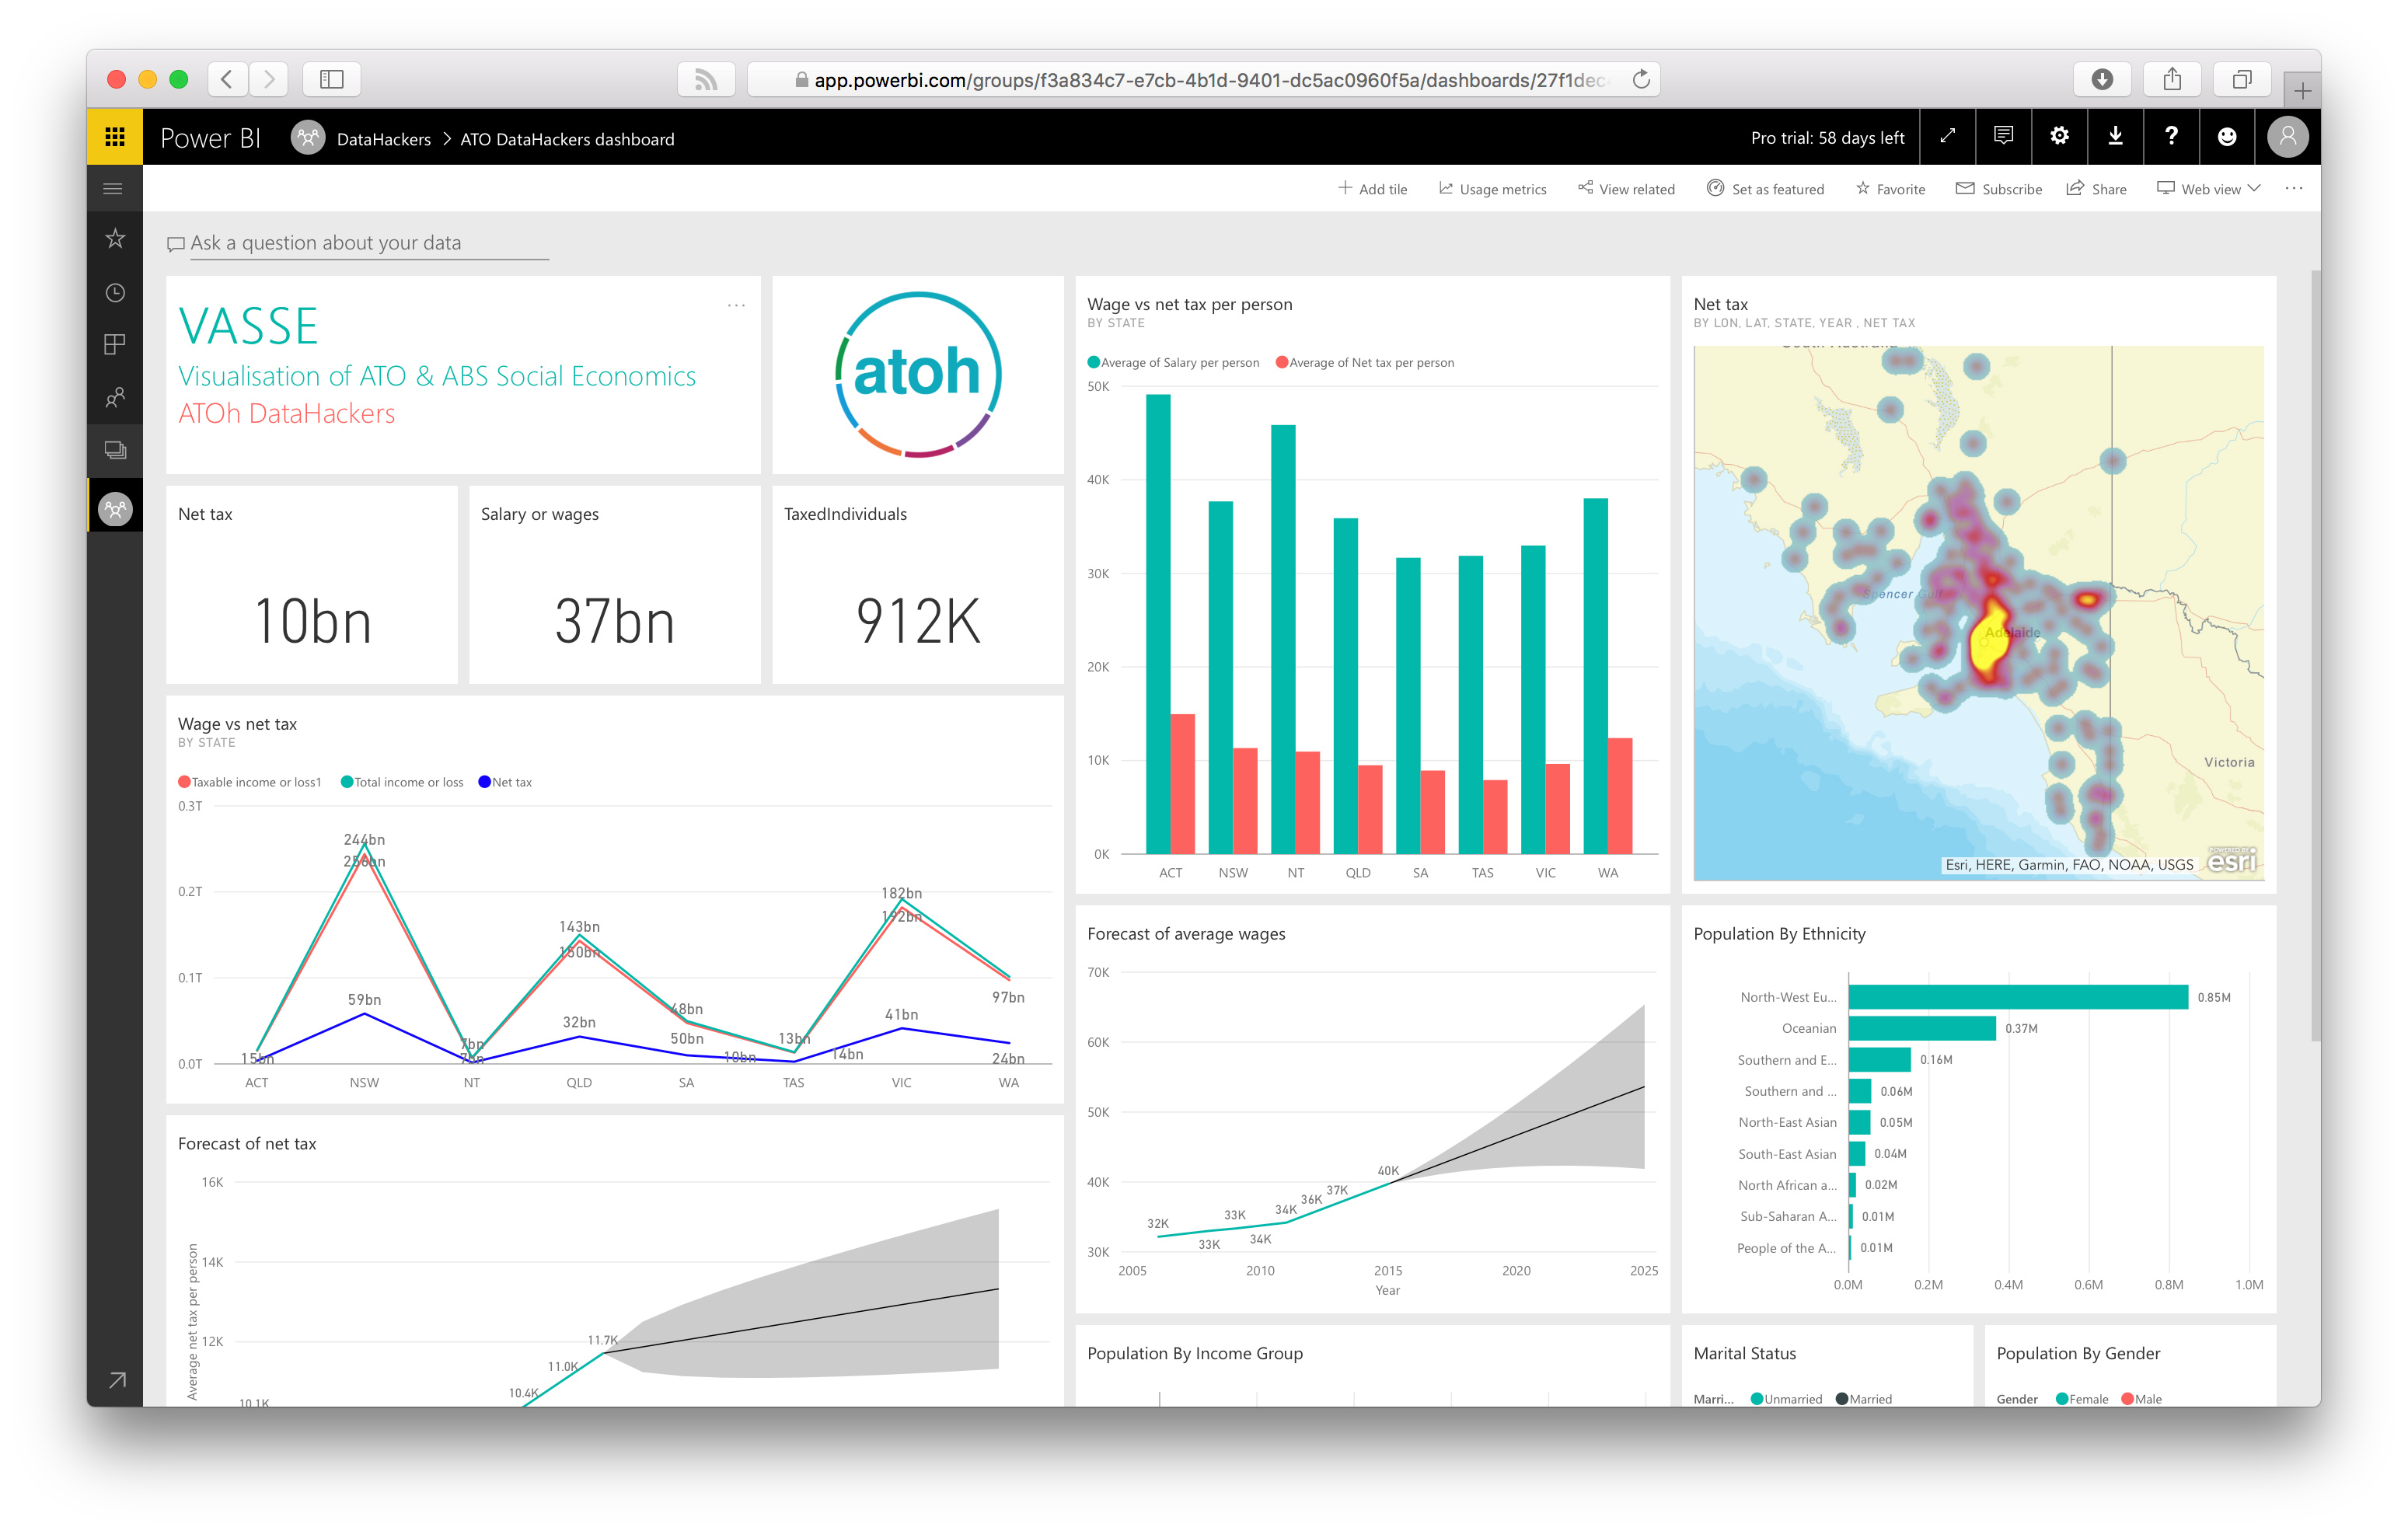 app.powerbi.com/groups/f3a834c7-e7cb-4b1d-9401-dc5ac0960f5a/dashboards/27f1dec
Power BI
DataHackers > ATO DataHackers dashboard
Pro trial: 58 days left
Add tile
Usage metrics
View related
Set as featured
Favorite
Subscribe
Share
Web view
Ask a question about your data
VASSE
Visualisation of ATO & ABS Social Economics
ATOh DataHackers
atoh
Net tax
10bn
Salary or wages
37bn
TaxedIndividuals
912K
Wage vs net tax
BY STATE
Taxable income or loss1
Total income or loss
Net tax
0.3T
0.2T
0.1T
0.0T
244bn
256bn
59bn
7bn
143bn
150bn
32bn
48bn
50bn
10bn
13bn
14bn
182bn
192bn
41bn
97bn
24bn
15bn
ACT NSW NT QLD SA TAS VIC WA
Forecast of net tax
Average net tax per person
16K
14K
12K
10.1K
10.4K
11.0K
11.7K
Wage vs net tax per person
BY STATE
Average of Salary per person
Average of Net tax per person
50K
40K
30K
20K
10K
0K
ACT NSW NT QLD SA TAS VIC WA
Forecast of average wages
70K
60K
50K
40K
30K
32K
33K
33K
34K
34K
36K
37K
40K
2005 2010 2015 2020 2025
Year
Population By Income Group
Net tax
BY LON, LAT, STATE, YEAR , NET TAX
Spencer Gulf
Adelaide
Victoria
Esri, HERE, Garmin, FAO, NOAA, USGS
esri
Population By Ethnicity
North-West Eu... 0.85M
Oceanian 0.37M
Southern and E... 0.16M
Southern and ... 0.06M
North-East Asian 0.05M
South-East Asian 0.04M
North African a... 0.02M
Sub-Saharan A... 0.01M
People of the A... 0.01M
0.0M 0.2M 0.4M 0.6M 0.8M 1.0M
Marital Status
Marri... Unmarried Married
Population By Gender
Gender Female Male